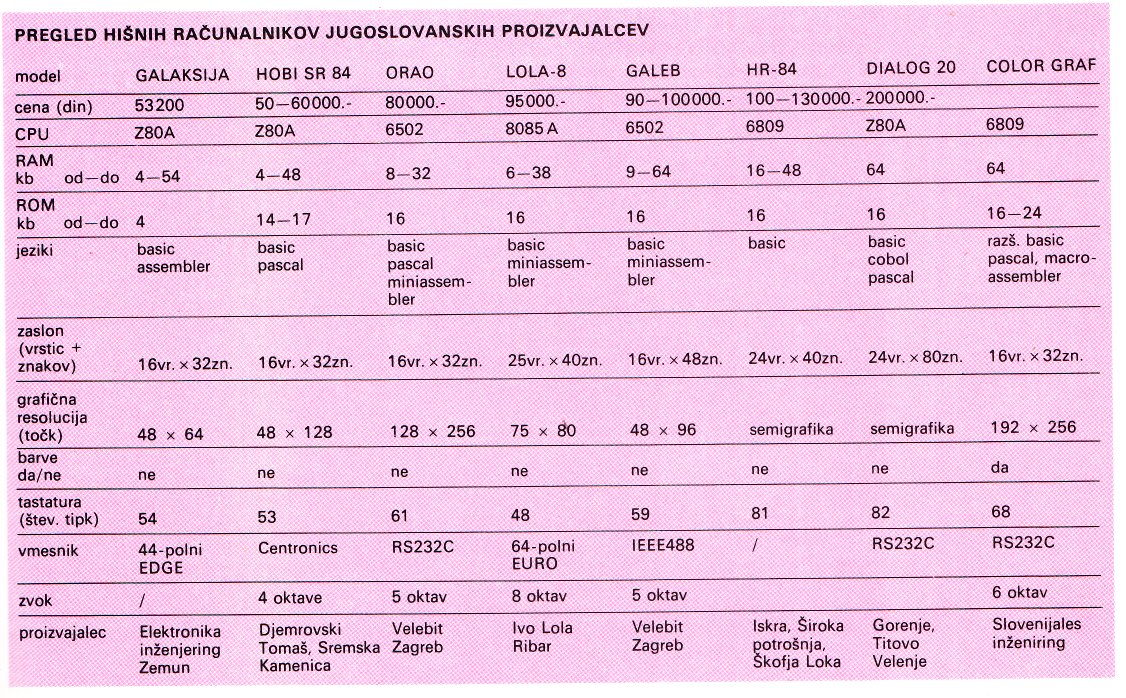 PREGLED HIŠNIH RAČUNALNIKOV JUGOSLOVANSKIH PROIZVAJALCEV
model GALAKSIJA HOBI SR 84 ORAO LOLA-8 GALEB HR-84 DIALOG 20 COLOR GRAF
cena (din) 53200 50—60000.- 80000.- 95000.- 90—100000.- 100—130000.- 200000.-
CPU Z80A Z80A 6502 8085A 6502 6809 Z80A 6809
RAM
kb od—do 4—54 4—48 8—32 6—38 9—64 16—48 64 64
ROM
kb od—do 4 14—17 16 16 16 16 16 16—24
jeziki basic basic basic basic basic basic basic razš. basic
assembler pascal pascal miniassem- miniassem- cobol pascal, macro-
miniassem- bler bler pascal assembler
bler
zaslon
(vrstic +
znakov) 16vr. × 32zn. 16vr. × 32zn. 16vr. × 32zn. 25vr. × 40zn. 16vr. × 48zn. 24vr. × 40zn. 24vr. × 80zn. 16vr. × 32zn.
grafična
resolucija
(točk) 48 × 64 48 × 128 128 × 256 75 × 80 48 × 96 semigrafika semigrafika 192 × 256
barve
da/ne ne ne ne ne ne ne ne da
tastatura
(štev. tipk) 54 53 61 48 59 81 82 68
vmesnik 44-polni Centronics RS232C 64-polni IEEE488 / RS232C RS232C
EDGE EURO
zvok / 4 oktave 5 oktav 8 oktav 5 oktav 6 oktav
proizvajalec Elektronika Djemrovski Velebit Ivo Lola Velebit Iskra, Široka Gorenje, Slovenijales
inženjering Tomaš, Sremska Zagreb Ribar Zagreb potrošnja, Titovo inženiring
Zemun Kamenica Škofja Loka Velenje